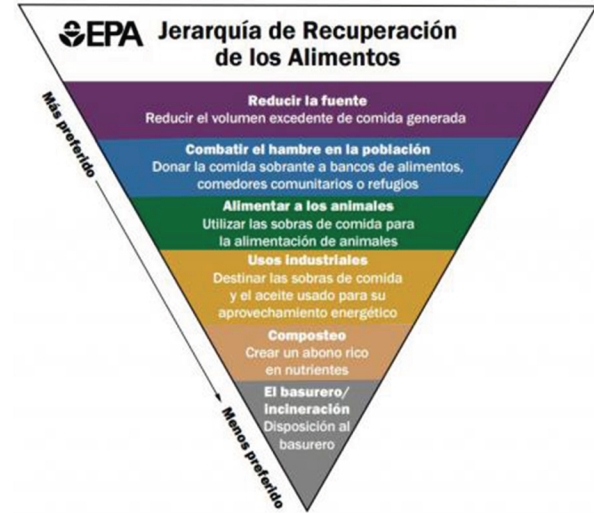 EPA
Jerarquía de Recuperación
de los Alimentos
Más preferido
Reducir la fuente
Reducir el volumen excedente de comida generada
Combatir el hambre en la población
Donar la comida sobrante a bancos de alimentos,
comedores comunitarios o refugios
Alimentar a los animales
Utilizar las sobras de comida para
la alimentación de animales
Usos industriales
Destinar las sobras de comida
y el aceite usado para su
aprovechamiento energético
Composteo
Crear un abono rico
en nutrientes
El basurero/
incineración
Disposición al
basurero
Menos preferido